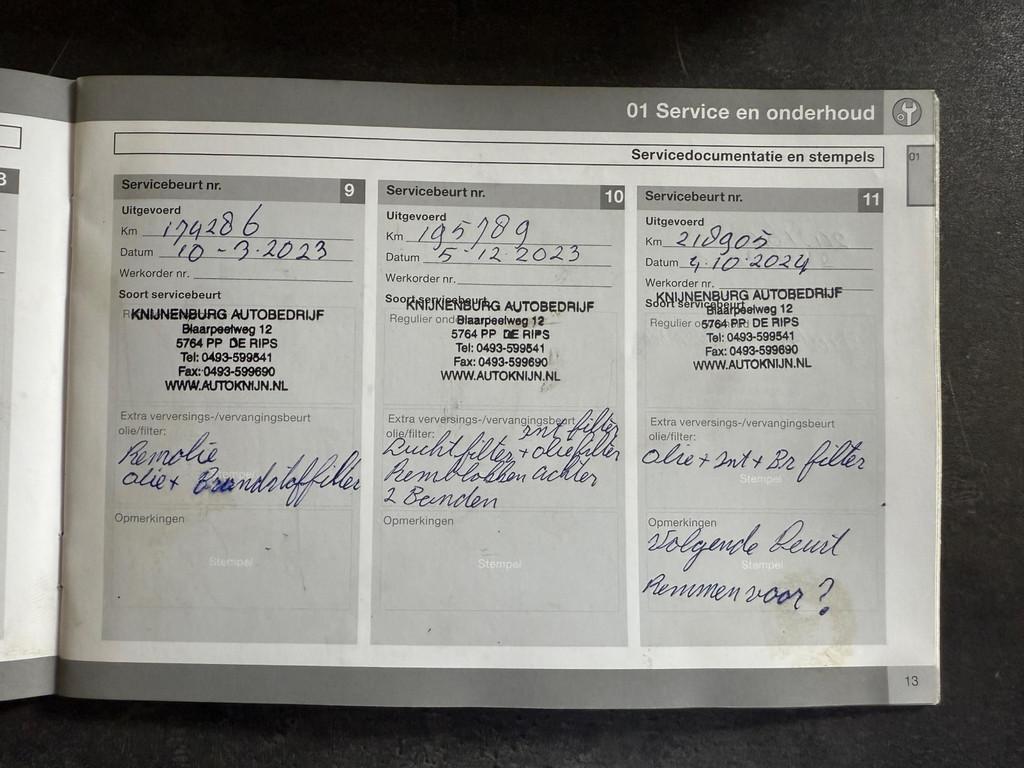 3
01 Service en onderhoud
01
Servicedocumentatie en stempels
Servicebeurt nr. 9
Uitgevoerd
Km 179286
Datum 10-3-2023
Werkorder nr.
Soort servicebeurt
KNIJNENBURG AUTOBEDRIJF
Blaarpeelweg 12
5764 PP DE RIPS
Tel: 0493-599541
Fax: 0493-599690
WWW.AUTOKNIJN.NL
Extra verversings-/vervangingsbeurt
olie/filter:
Remolie
olie + Brandstoffilter
Stempel
Opmerkingen
Stempel
Servicebeurt nr. 10
Uitgevoerd
Km 195789
Datum 5-12 2023
Werkorder nr.
Soort servicebeurt
KNIJNENBURG AUTOBEDRIJF
Regulier
Blaarpeelweg 12
5764 PP DE RIPS
Tel: 0493-599541
Fax: 0493-599690
WWW.AUTOKNIJN.NL
Extra verversings-/vervangingsbeurt
int filter
olie/filter:
Luchtfilter + oliefilter
Remblokken achter
2 Banden
Opmerkingen
Stempel
Servicebeurt nr. 11
Uitgevoerd
Km 218905
Datum 4.10.2024
Werkorder nr.
KNIJNENBURG AUTOBEDRIJF
Soort servicebeurt
Blaarpeelweg 12
Regulier
5764 PP DE RIPS
Tel: 0493-599541
Fax: 0493-599690
WWW.AUTOKNIJN.NL
Extra verversings-/vervangingsbeurt
olie/filter:
olie + int + Br filter
Stempel
Opmerkingen
Volgende Beurt
Stempel
Remmen voor?
13